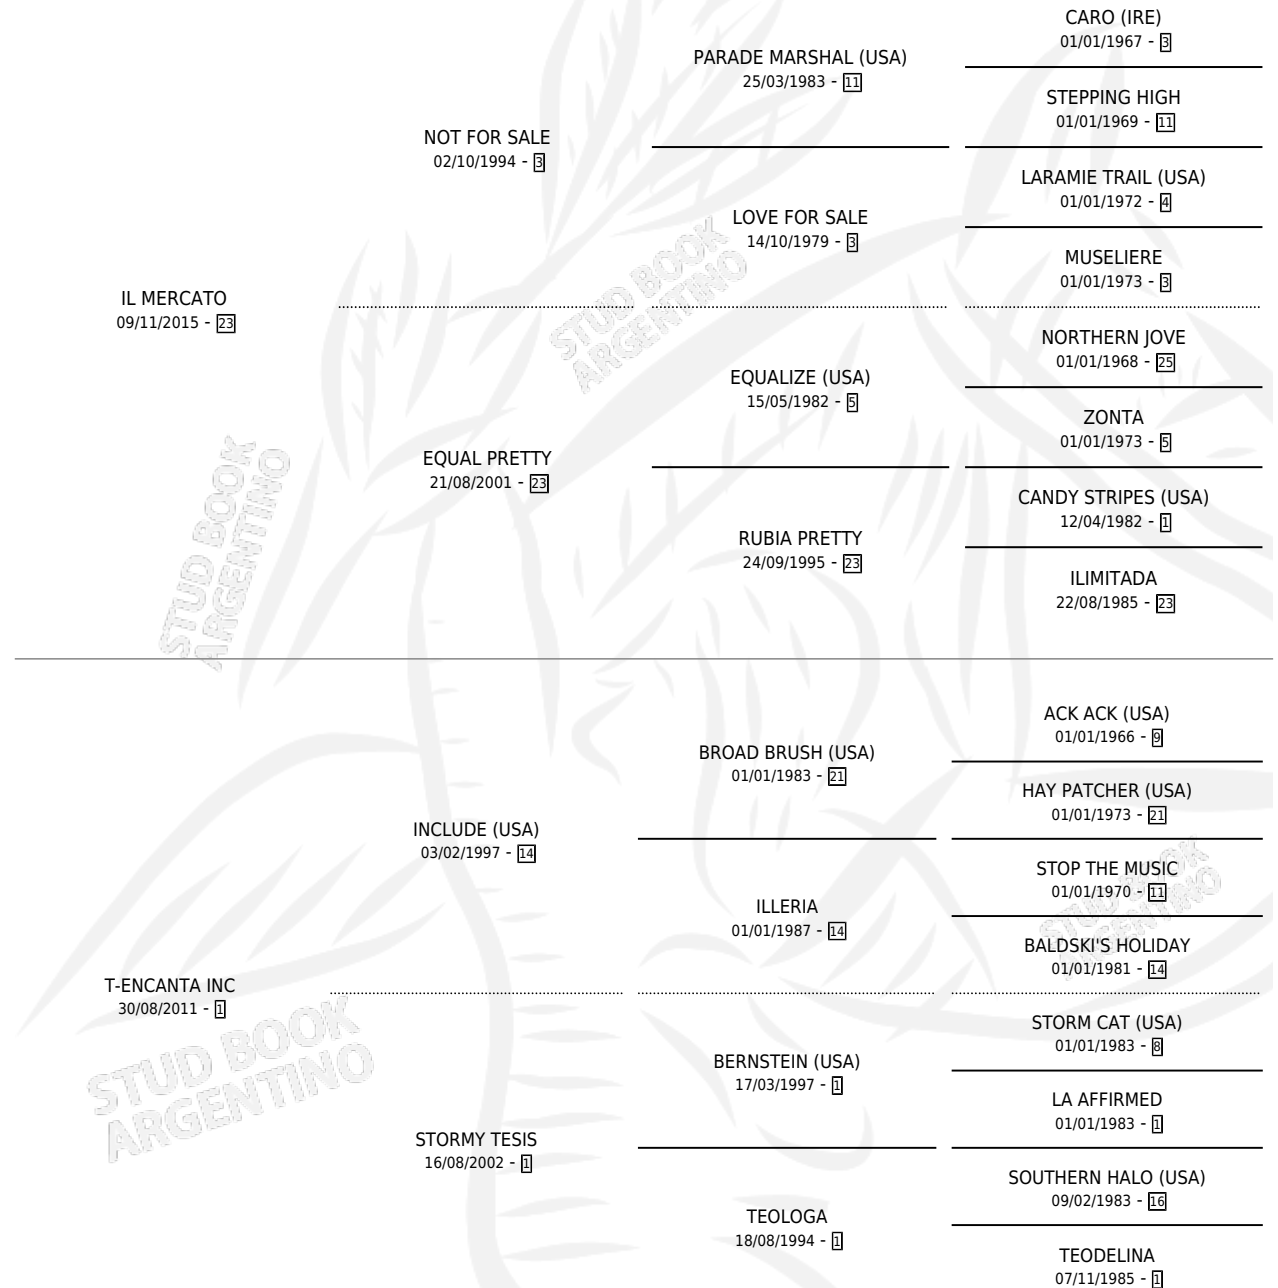 CARO (IRE)
01/01/1967 - 3
PARADE MARSHAL (USA)
25/03/1983 - 11
STEPPING HIGH
01/01/1969 - 11
NOT FOR SALE
02/10/1994 - 3
LARAMIE TRAIL (USA)
01/01/1972 - 4
LOVE FOR SALE
14/10/1979 - 3
MUSELIERE
01/01/1973 - 3
IL MERCATO
09/11/2015 - 23
NORTHERN JOVE
01/01/1968 - 25
EQUALIZE (USA)
15/05/1982 - 5
ZONTA
01/01/1973 - 5
EQUAL PRETTY
21/08/2001 - 23
CANDY STRIPES (USA)
12/04/1982 - 1
RUBIA PRETTY
24/09/1995 - 23
ILIMITADA
22/08/1985 - 23
ACK ACK (USA)
01/01/1966 - 9
BROAD BRUSH (USA)
01/01/1983 - 21
HAY PATCHER (USA)
01/01/1973 - 21
INCLUDE (USA)
03/02/1997 - 14
STOP THE MUSIC
01/01/1970 - 11
ILLERIA
01/01/1987 - 14
BALDSKI'S HOLIDAY
01/01/1981 - 14
T-ENCANTA INC
30/08/2011 - 1
STORM CAT (USA)
01/01/1983 - 8
BERNSTEIN (USA)
17/03/1997 - 1
LA AFFIRMED
01/01/1983 - 1
STORMY TESIS
16/08/2002 - 1
SOUTHERN HALO (USA)
09/02/1983 - 16
TEOLOGA
18/08/1994 - 1
TEODELINA
07/11/1985 - 1
STUD BOOK
ARGENTINO
STUD BOOK
ARGENTINO
STUD BOOK
ARGENTINO
STUD BOOK
ARGENTINO